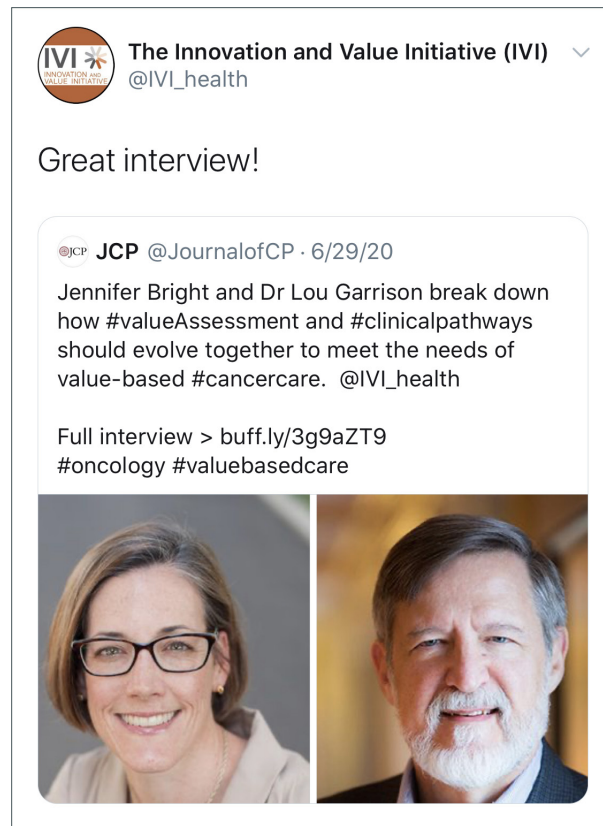 IVI
INNOVATION AND
VALUE INITIATIVE
The Innovation and Value Initiative (IVI)
@IVI_health
Great interview!
JCP
JCP @JournalofCP · 6/29/20
Jennifer Bright and Dr Lou Garrison break down
how #valueAssessment and #clinicalpathways
should evolve together to meet the needs of
value-based #cancercare.  @IVI_health
Full interview > buff.ly/3g9aZT9
#oncology #valuebasedcare